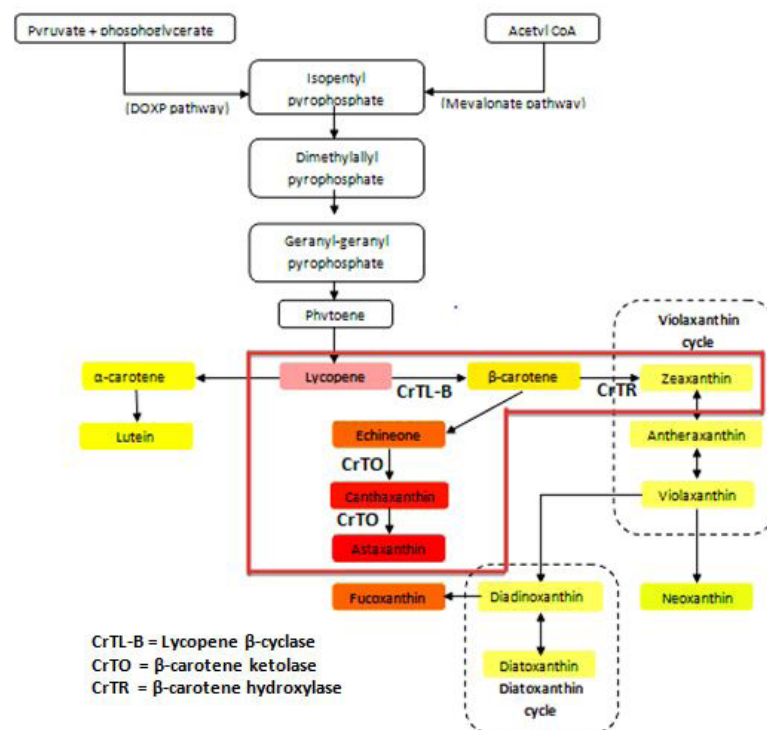 Pyruvate + phosphoglycerate
Acetyl CoA
(DOXP pathway)
Isopentyl
pyrophosphate
(Mevalonate pathway)
Dimethylallyl
pyrophosphate
Geranyl-geranyl
pyrophosphate
Phytoene
Violaxanthin
cycle
α-carotene
Lycopene
CrTL-B
β-carotene
CrTR
Zeaxanthin
Lutein
Echineone
Antheraxanthin
CrTO
Canthaxanthin
Violaxanthin
CrTO
Astaxanthin
Fucoxanthin
Diadinoxanthin
Neoxanthin
CrTL-B = Lycopene β-cyclase
CrTO = β-carotene ketolase
CrTR = β-carotene hydroxylase
Diatoxanthin
Diatoxanthin
cycle